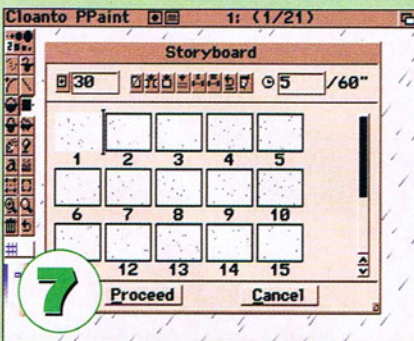 Cloanto PPaint 1: (1/21)
Storyboard
30 5 /60"
1 2 3 4 5
6 7 8 9 10
12 13 14 15
7
Proceed Cancel